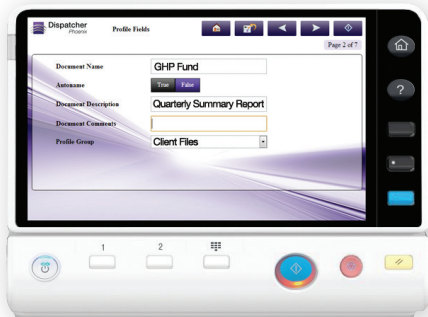 Dispatcher
Phoenix
Profile Fields
Page 2 of 7
Document Name
GHP Fund
Autoname
True False
Document Description
Quarterly Summary Report
Document Comments
Profile Group
Client Files
?
1 2